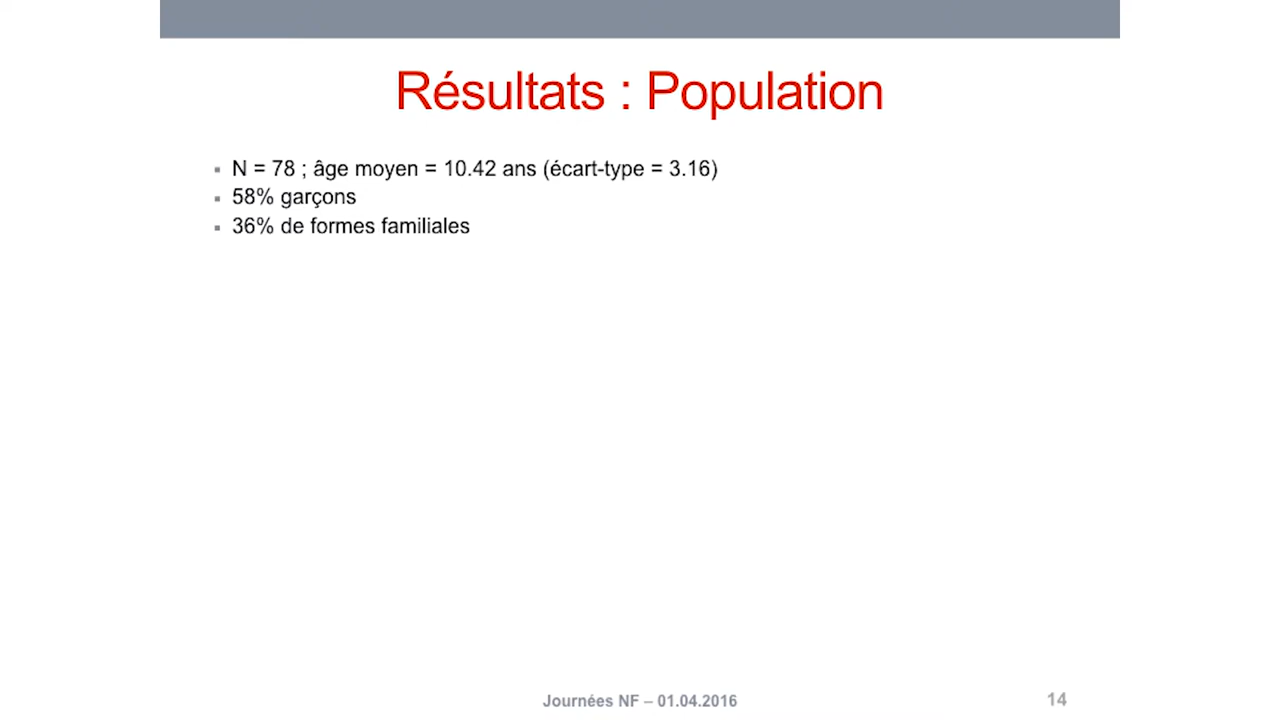 Résultats : Population
▪ N = 78 ; âge moyen = 10.42 ans (écart-type = 3.16)
▪ 58% garçons
▪ 36% de formes familiales
Journées NF – 01.04.2016
14